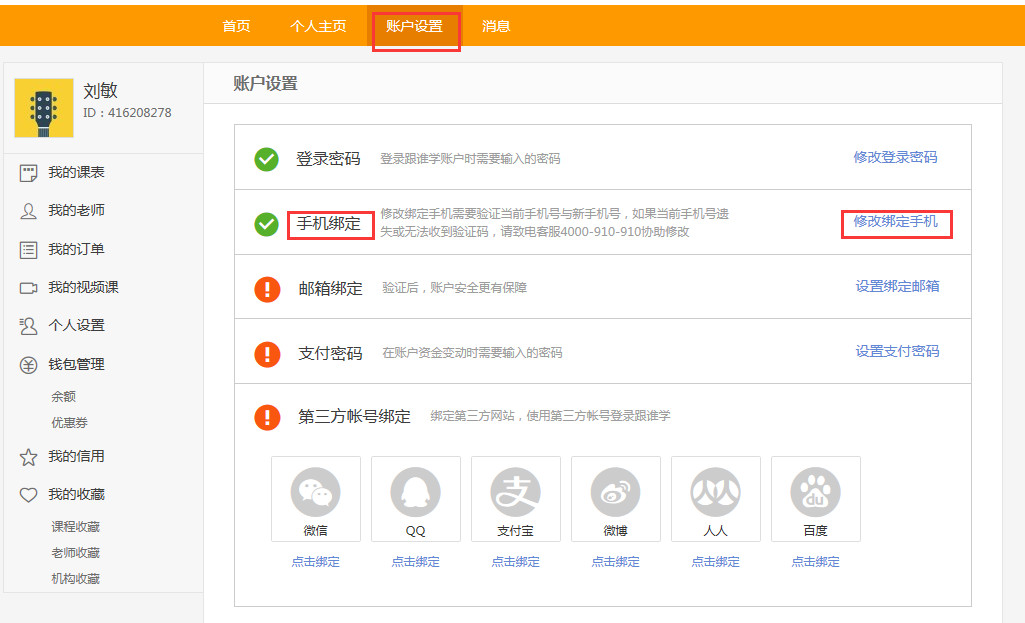 首页 个人主页 账户设置 消息
刘敏
ID：416208278
我的课表
我的老师
我的订单
我的视频课
个人设置
钱包管理
余额
优惠券
我的信用
我的收藏
课程收藏
老师收藏
机构收藏
账户设置
登录密码 登录跟谁学账户时需要输入的密码 修改登录密码
手机绑定 修改绑定手机需要验证当前手机号与新手机号，如果当前手机号遗
失或无法收到验证码，请致电客服4000-910-910协助修改 修改绑定手机
邮箱绑定 验证后，账户安全更有保障 设置绑定邮箱
支付密码 在账户资金变动时需要输入的密码 设置支付密码
第三方帐号绑定 绑定第三方网站，使用第三方帐号登录跟谁学
支 人人 du
微信 QQ 支付宝 微博 人人 百度
点击绑定 点击绑定 点击绑定 点击绑定 点击绑定 点击绑定